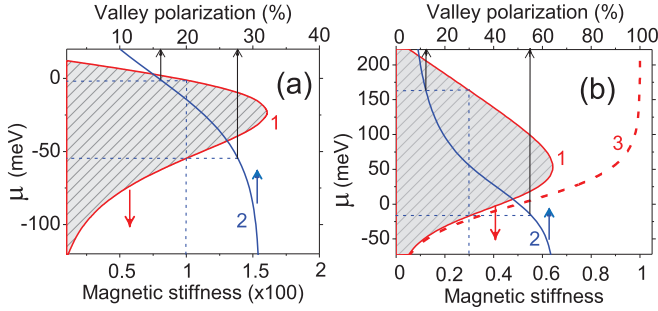 Valley polarization (%)
10 20 30 40
(a)
0
-50
-100
μ (meV)
1
2
0.5 1 1.5 2
Magnetic stiffness (x100)
Valley polarization (%)
0 20 40 60 80 100
(b)
200
150
100
50
0
-50
μ (meV)
1
3
2
0 0.2 0.4 0.6 0.8 1
Magnetic stiffness